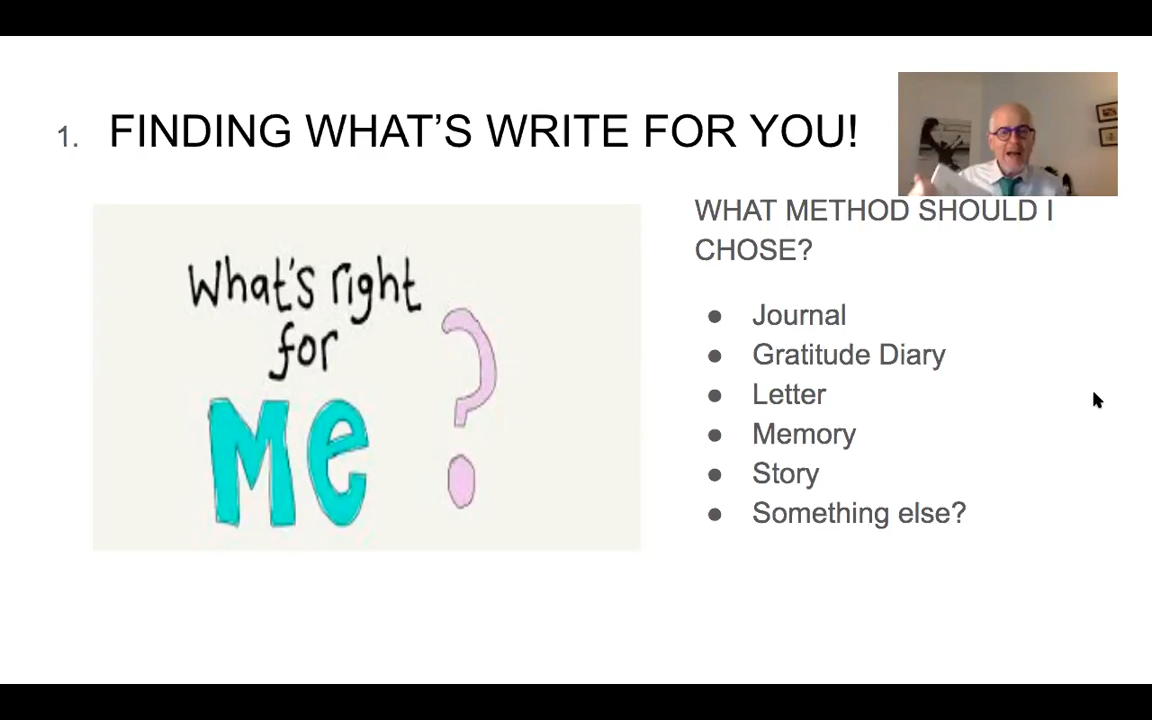 1. FINDING WHAT'S WRITE FOR YOU!
What's right
for
Me ?
WHAT METHOD SHOULD I
CHOSE?
● Journal
● Gratitude Diary
● Letter
● Memory
● Story
● Something else?